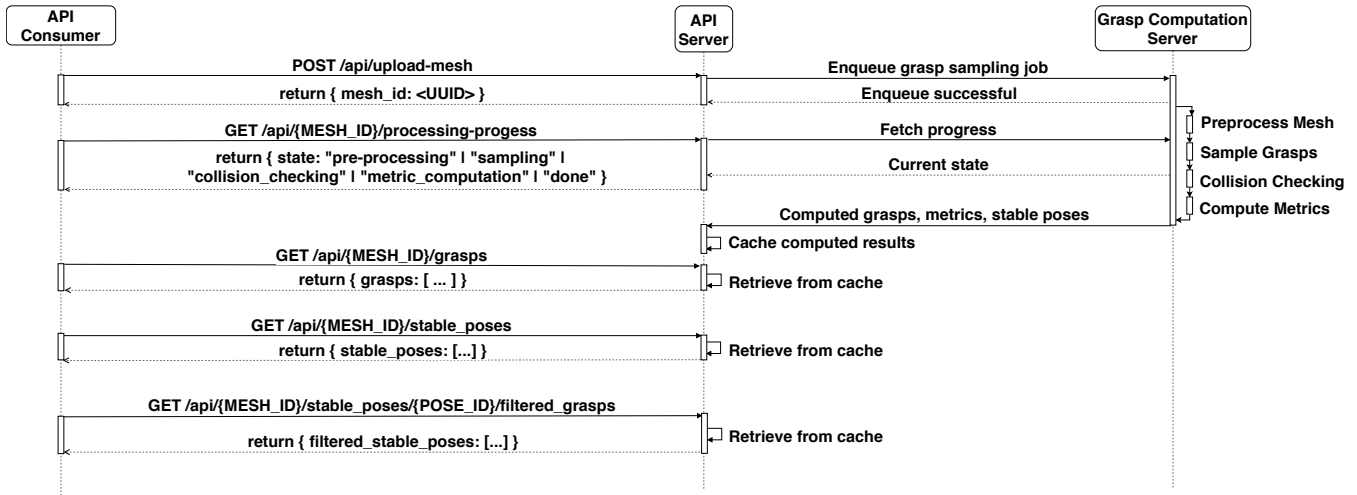 API
Consumer
API
Server
Grasp Computation
Server
POST /api/upload-mesh
Enqueue grasp sampling job
return { mesh_id: <UUID> }
Enqueue successful
Preprocess Mesh
GET /api/{MESH_ID}/processing-progess
Fetch progress
Sample Grasps
return { state: "pre-processing" | "sampling" |
"collision_checking" | "metric_computation" | "done" }
Current state
Collision Checking
Compute Metrics
Computed grasps, metrics, stable poses
Cache computed results
GET /api/{MESH_ID}/grasps
return { grasps: [ ... ] }
Retrieve from cache
GET /api/{MESH_ID}/stable_poses
return { stable_poses: [...] }
Retrieve from cache
GET /api/{MESH_ID}/stable_poses/{POSE_ID}/filtered_grasps
return { filtered_stable_poses: [...] }
Retrieve from cache